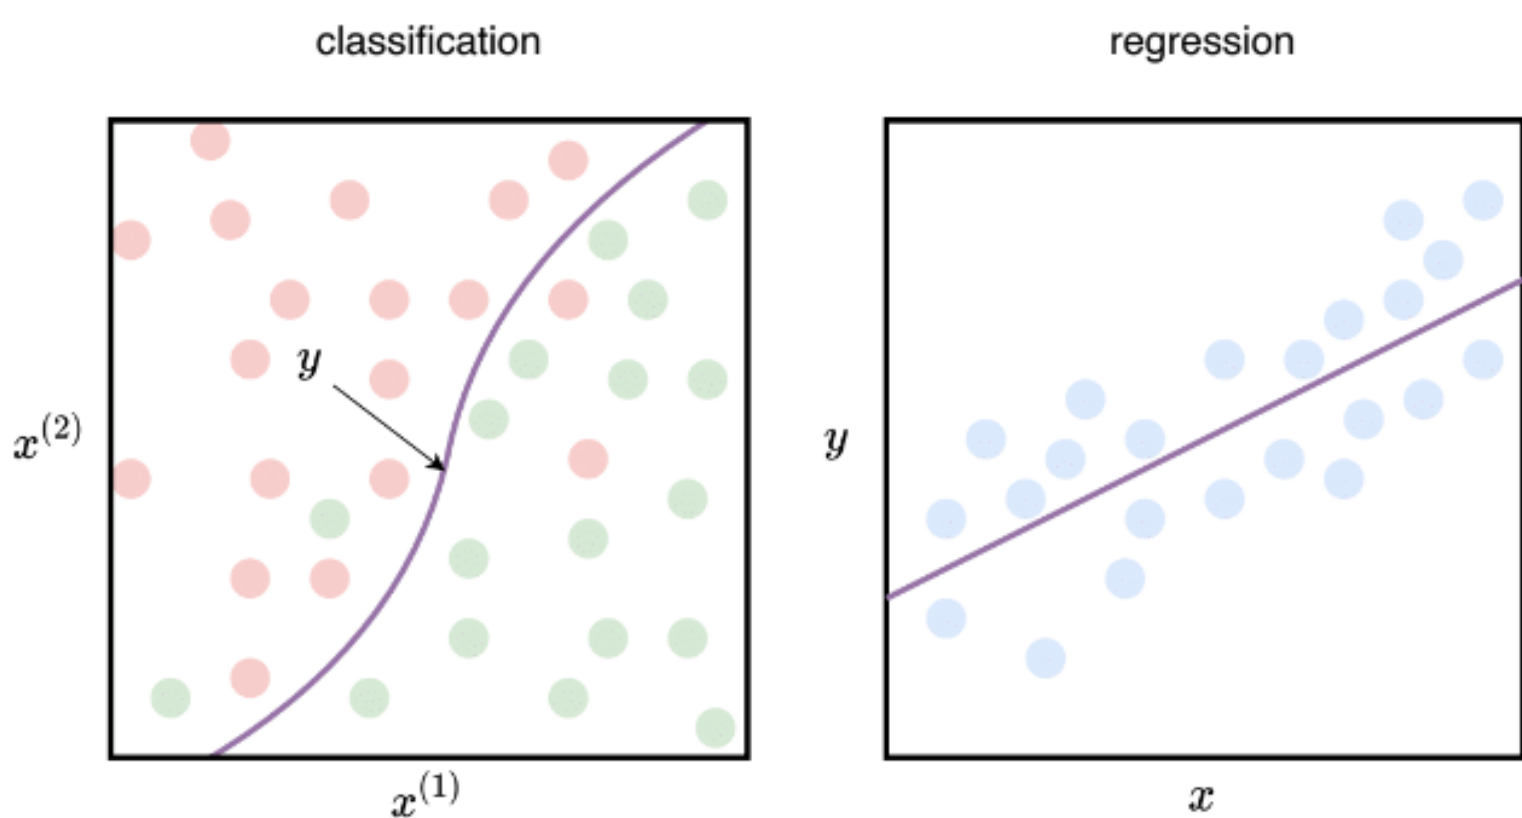 classification
regression
y
x^(2)
x^(1)
y
x